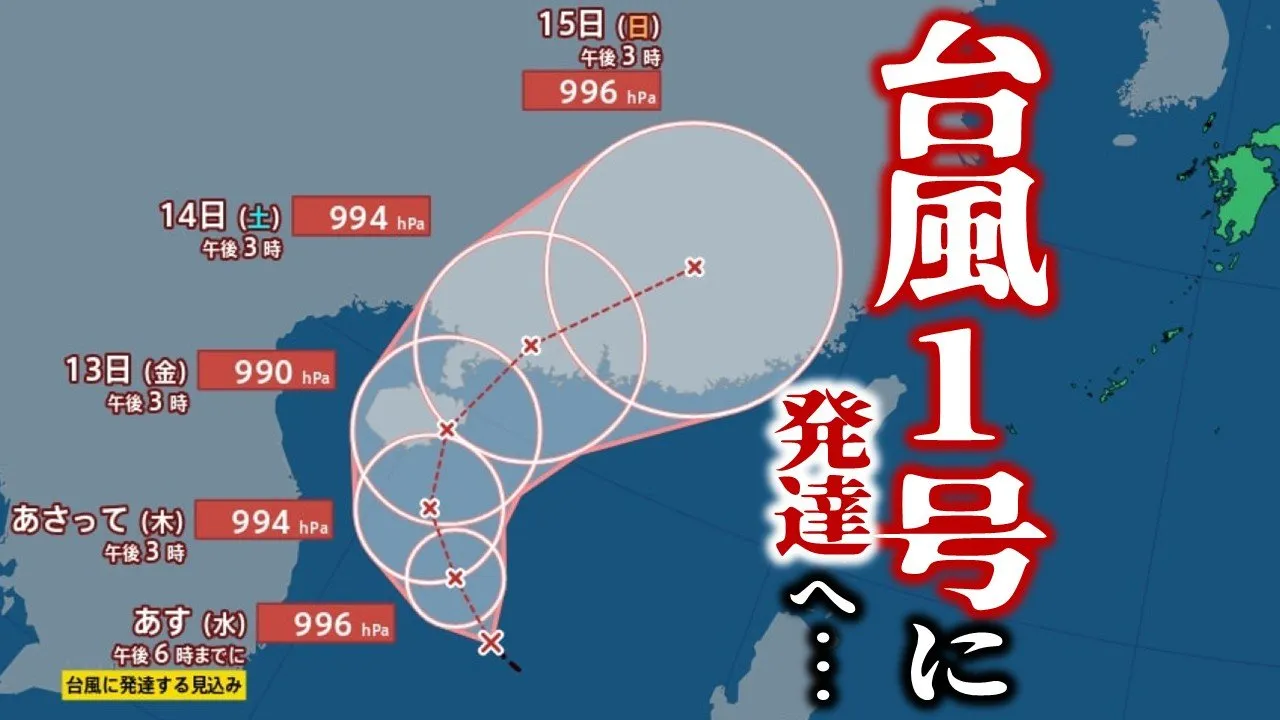 台風1号に
発達へ…
15日(日)
午後3時
996 hPa
14日(土)
午後3時
994 hPa
13日(金)
午後3時
990 hPa
あさって(木)
午後3時
994 hPa
あす(水)
午後6時までに
996 hPa
台風に発達する見込み